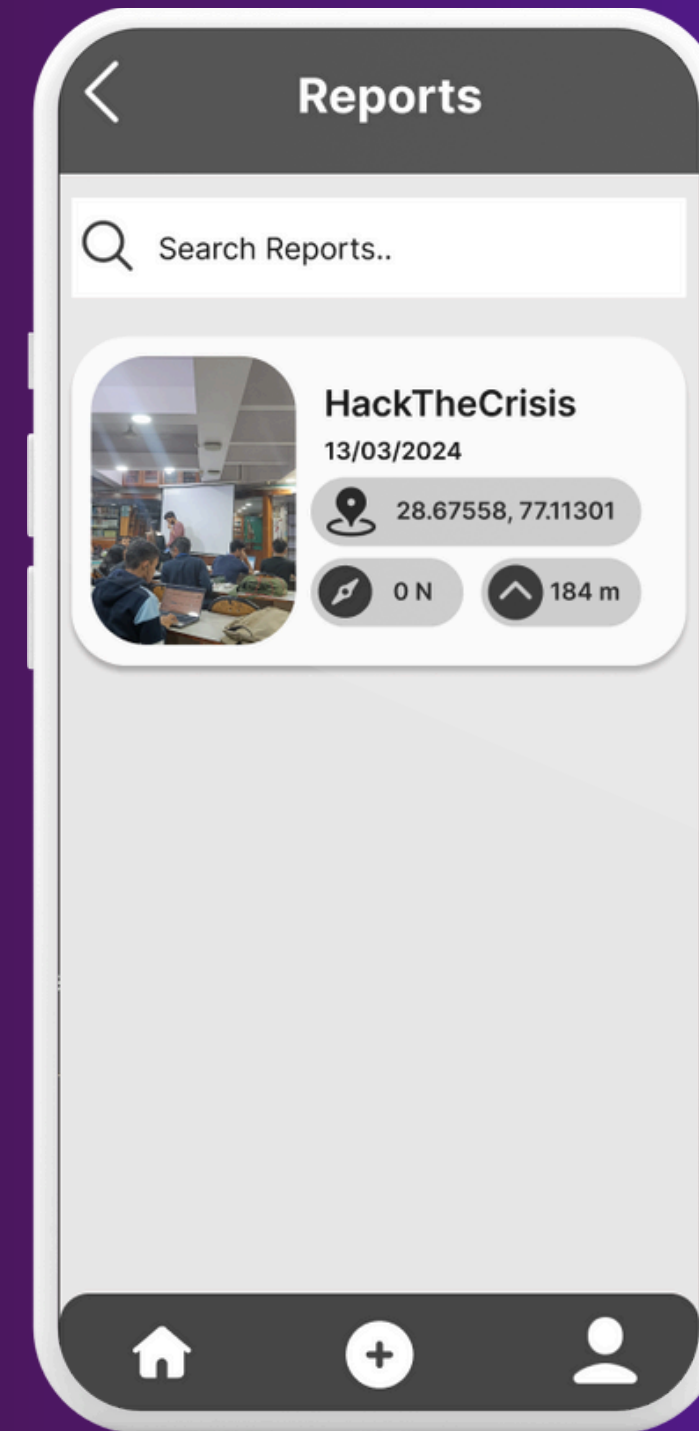 Reports
Search Reports..
HackTheCrisis
13/03/2024
28.67558, 77.11301
0 N
184 m